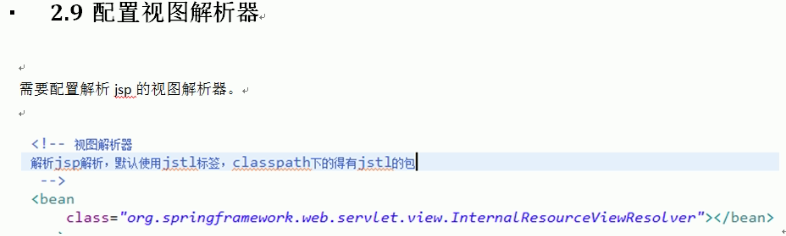 ▪ 2.9 配置视图解析器
需要配置解析 jsp 的视图解析器。
<!-- 视图解析器
解析jsp解析，默认使用jstl标签，classpath下的得有jstl的包
-->
<bean
class="org.springframework.web.servlet.view.InternalResourceViewResolver"></bean>